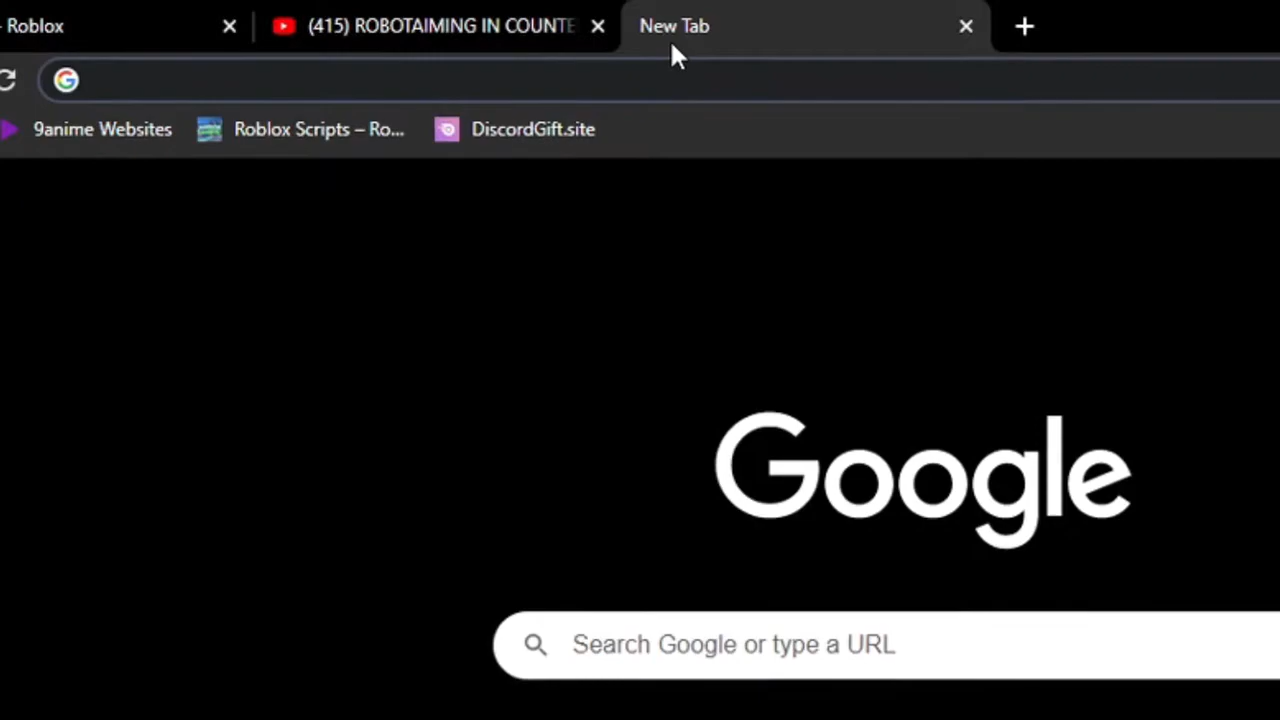 - Roblox
(415) ROBOTAIMING IN COUNTE
New Tab
9anime Websites
Roblox Scripts – Ro...
DiscordGift.site
Google
Search Google or type a URL